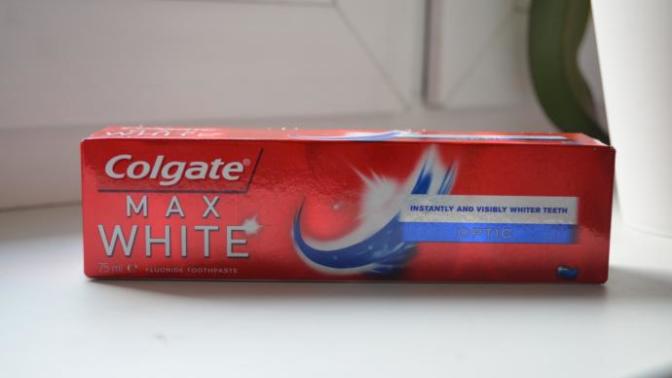 Colgate®
MAX
WHITE
75 ml ℮ FLUORIDE TOOTHPASTE
INSTANTLY AND VISIBLY WHITER TEETH
OPTIC